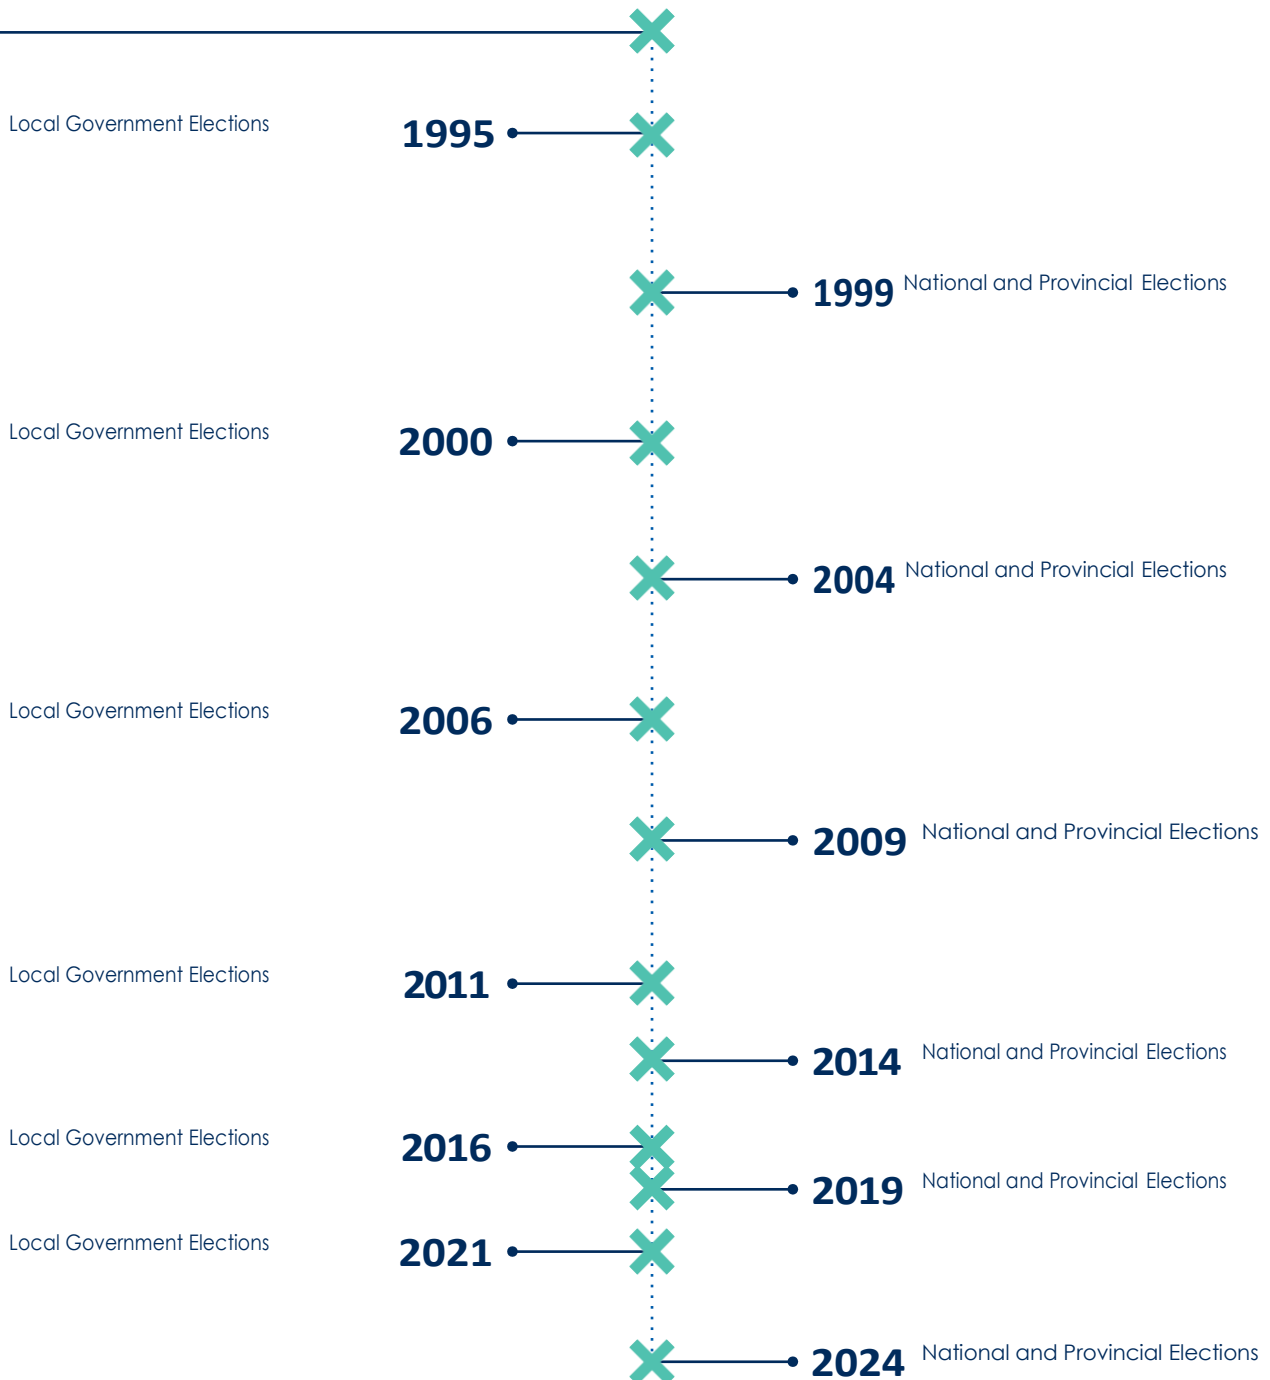 Local Government Elections 1995
1999 National and Provincial Elections
Local Government Elections 2000
2004 National and Provincial Elections
Local Government Elections 2006
2009 National and Provincial Elections
Local Government Elections 2011
2014 National and Provincial Elections
Local Government Elections 2016
2019 National and Provincial Elections
Local Government Elections 2021
2024 National and Provincial Elections